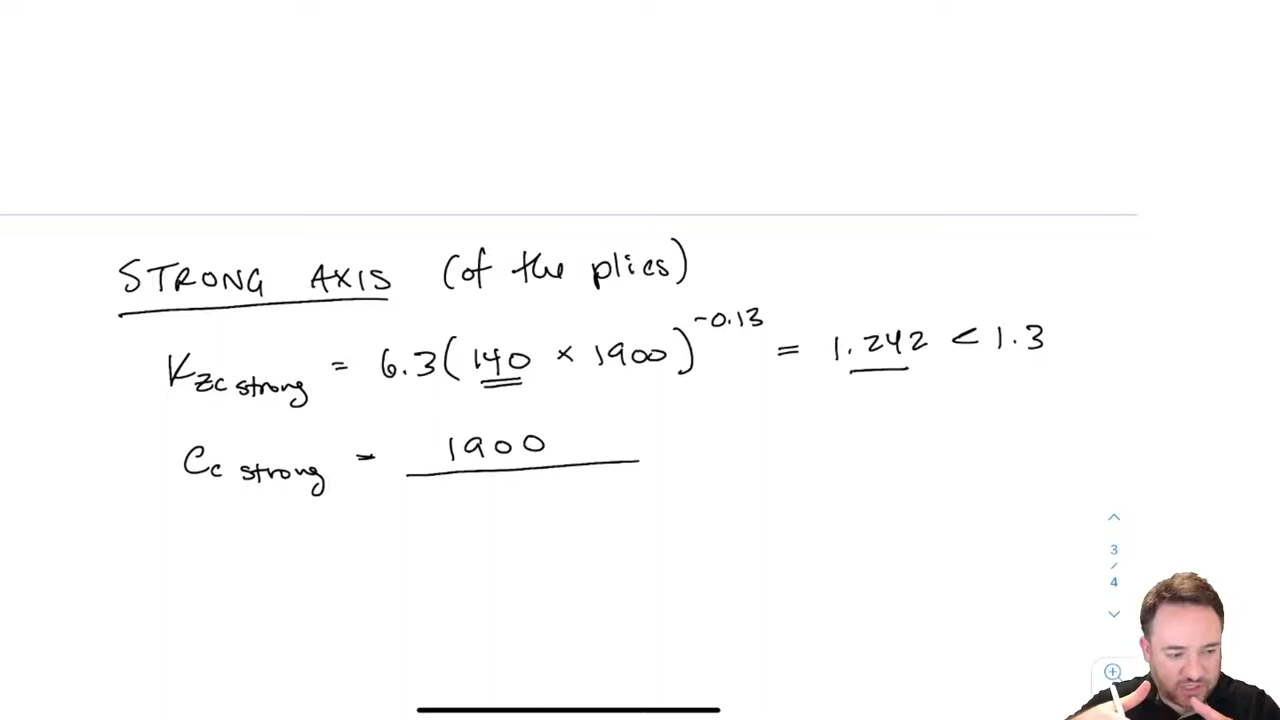 STRONG AXIS (of the plies)
K_zc strong = 6.3(140 × 1900)^-0.13 = 1.242 < 1.3
C_c strong = 1900
3
/
4